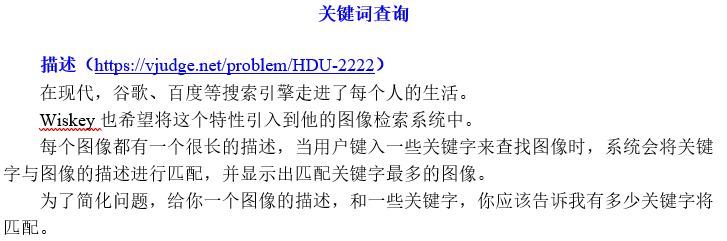 关键词查询
描述（https://vjudge.net/problem/HDU-2222）
在现代，谷歌、百度等搜索引擎走进了每个人的生活。
Wiskey 也希望将这个特性引入到他的图像检索系统中。
每个图像都有一个很长的描述，当用户键入一些关键字来查找图像时，系统会将关键
字与图像的描述进行匹配，并显示出匹配关键字最多的图像。
为了简化问题，给你一个图像的描述，和一些关键字，你应该告诉我有多少关键字将
匹配。